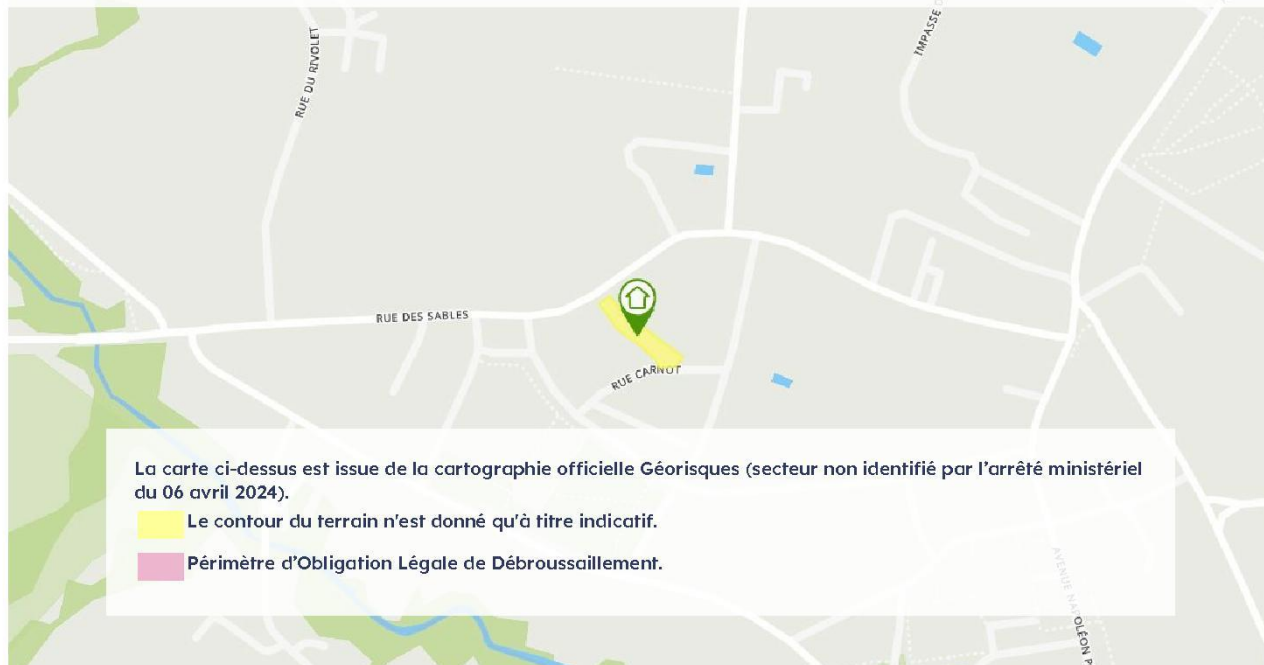 RUE DU RIVOLET
IMPASSE
RUE DES SABLES
RUE CARNOT
La carte ci-dessus est issue de la cartographie officielle Géorisques (secteur non identifié par l'arrêté ministériel
du 06 avril 2024).
Le contour du terrain n'est donné qu'à titre indicatif.
Périmètre d'Obligation Légale de Débroussaillement.
AVENUE NAPOLÉON P